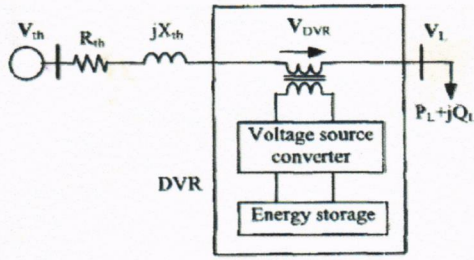 V_th
R_th
jX_th
V_DVR
V_L
P_L+jQ_L
Voltage source
converter
DVR
Energy storage